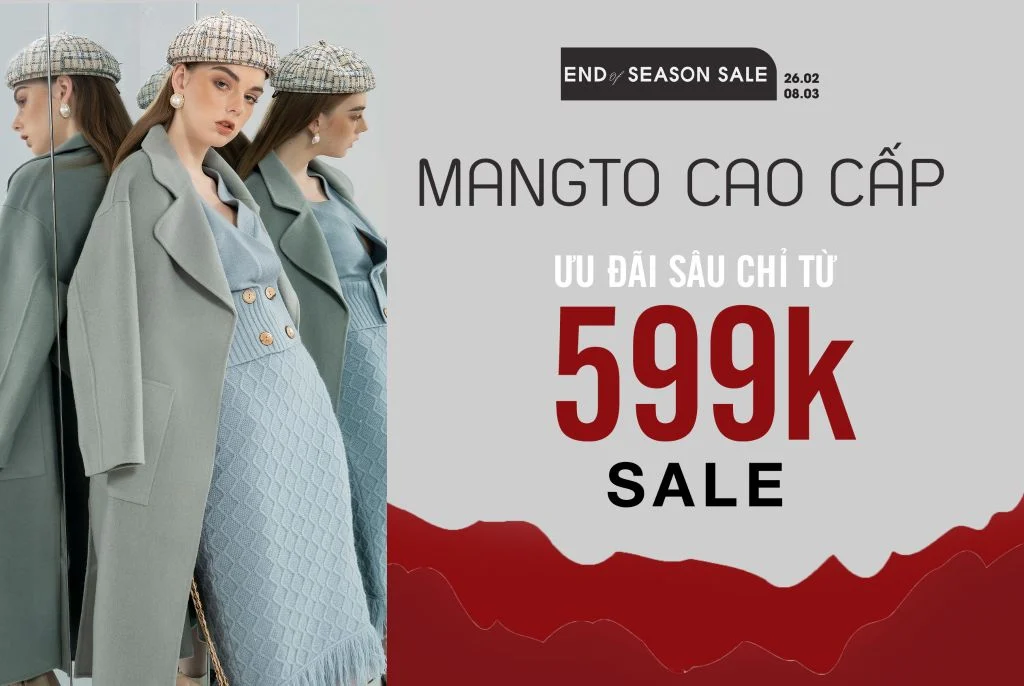 END of SEASON SALE
26.02
08.03
MANGTO CAO CẤP
ƯU ĐÃI SÂU CHỈ TỪ
599k
SALE